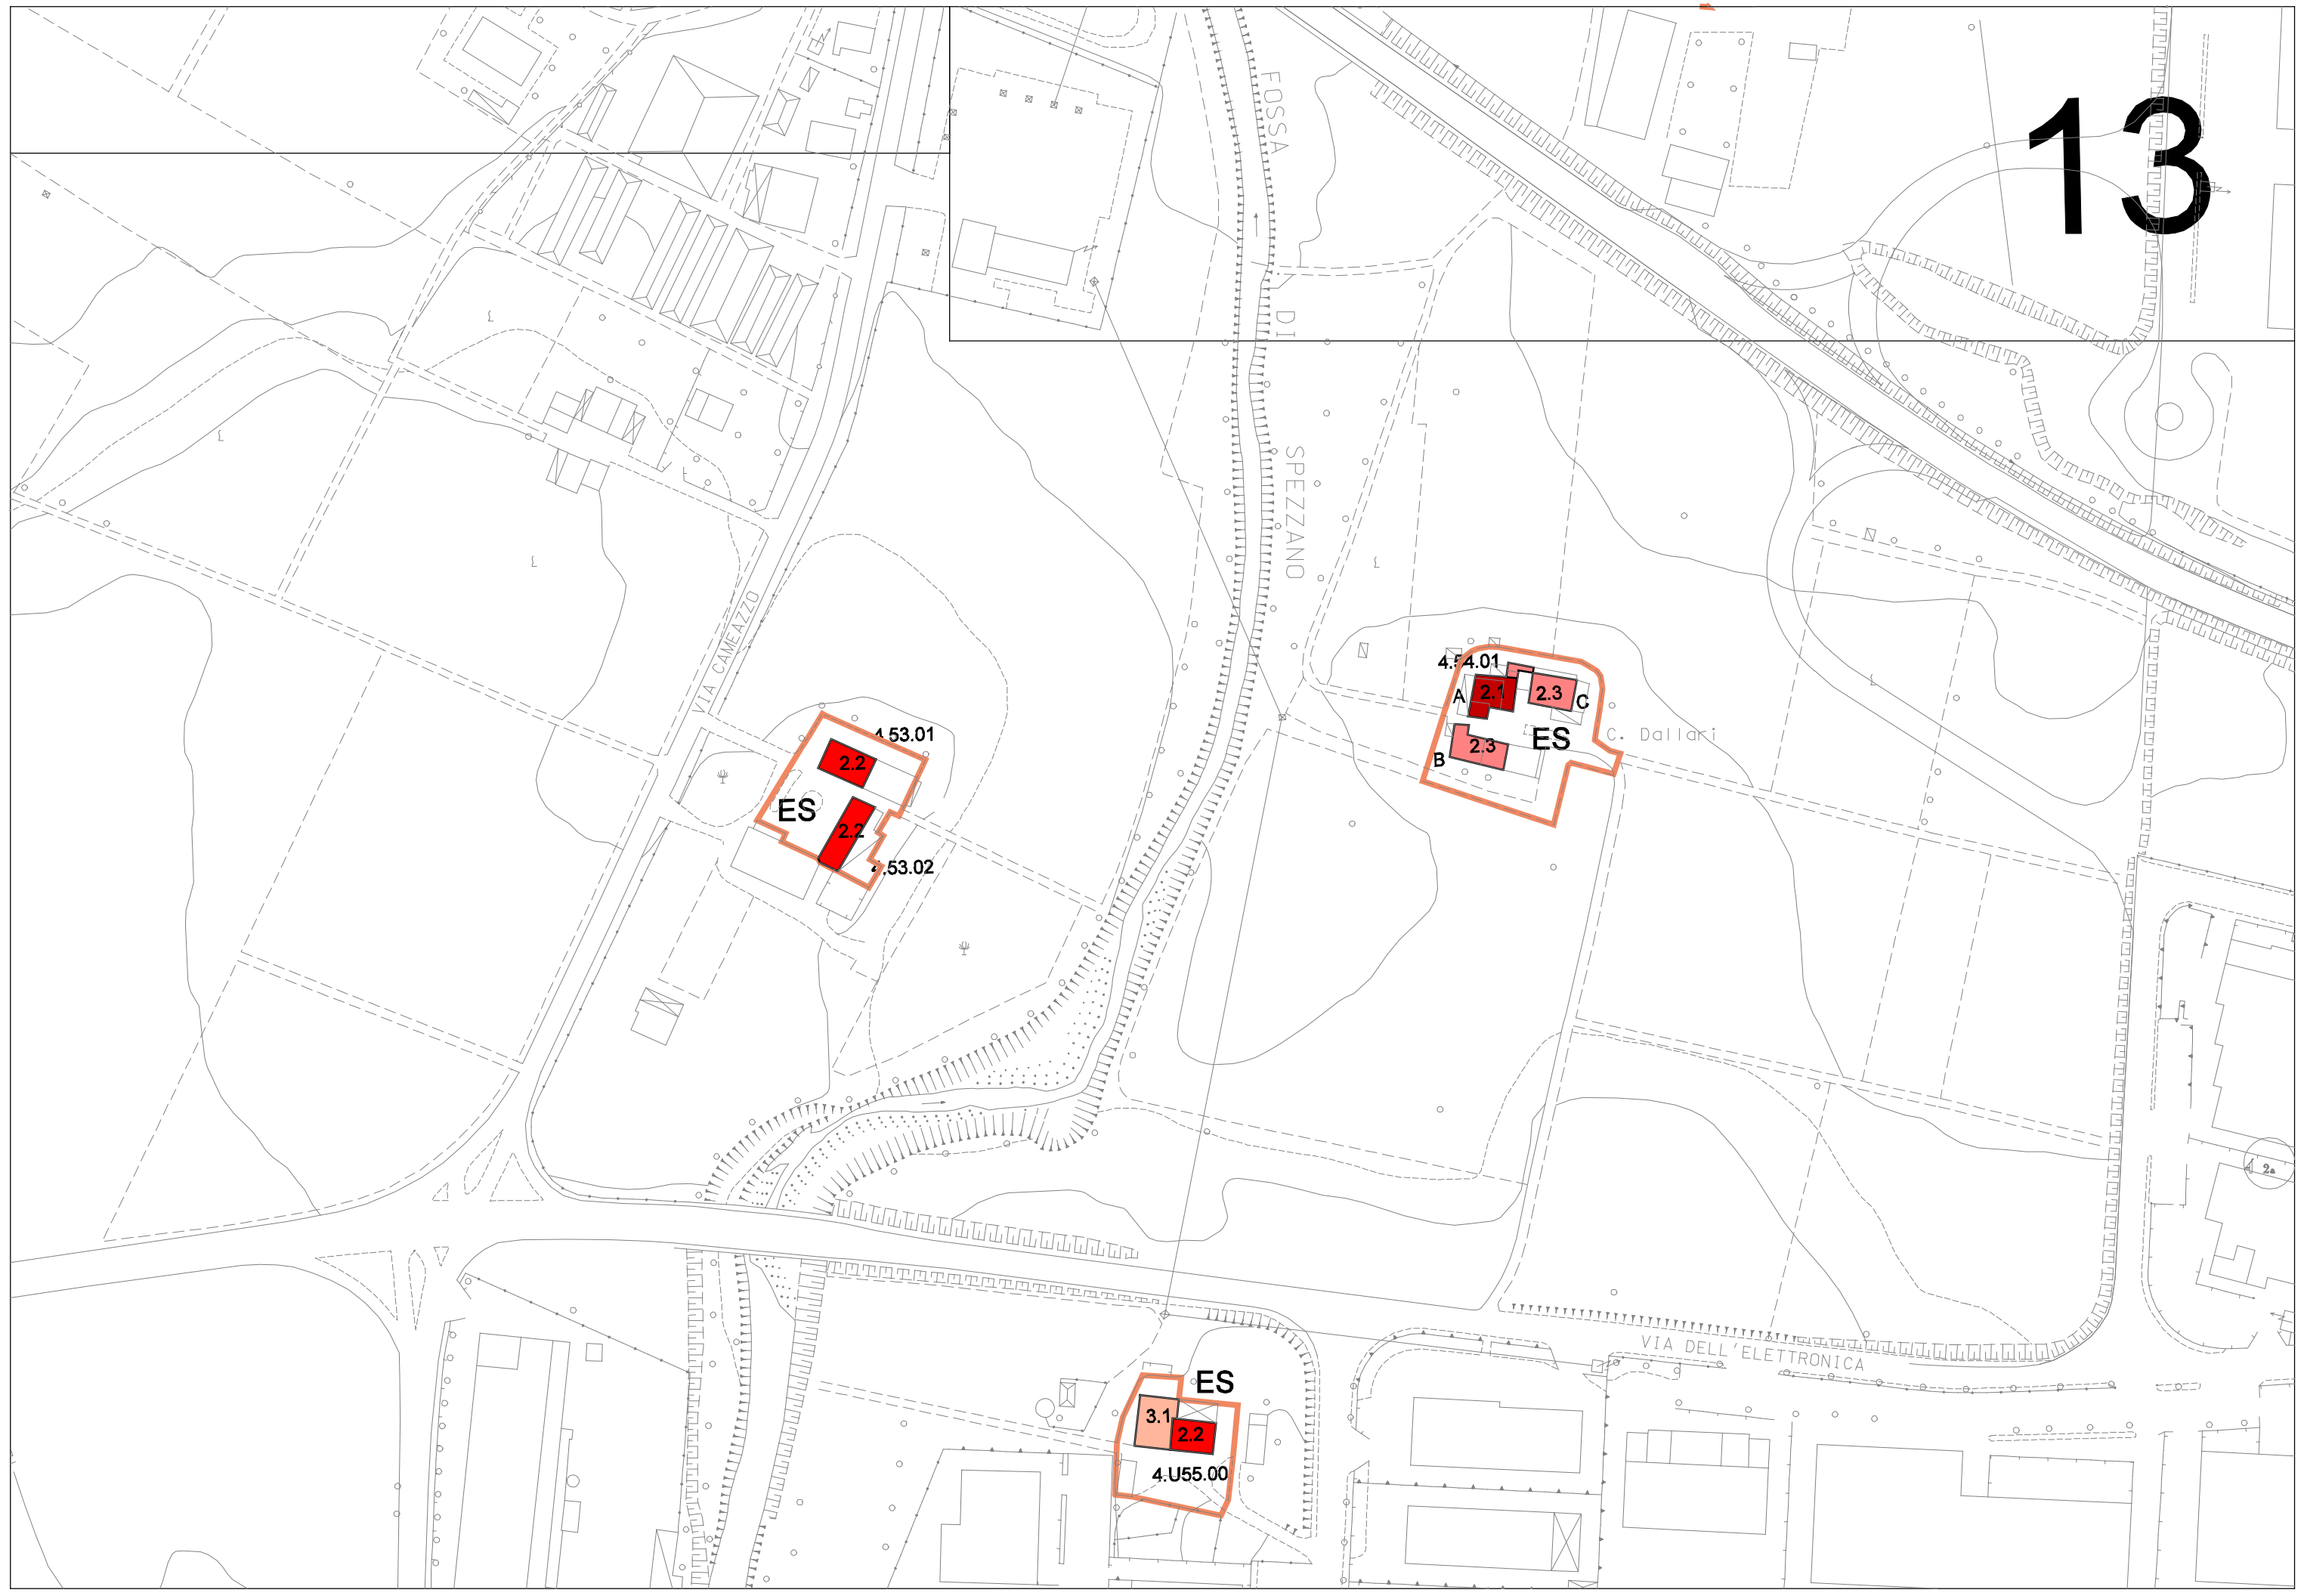 13
FOSSA DI SPEZZANO
VIA CAMEAZZO
4.54.01
A
2.1
2.3
C
ES
C. Dallari
2.3
B
4.53.01
2.2
ES
2.2
4.53.02
2a
VIA DELL'ELETTRONICA
ES
3.1
2.2
4.U55.00